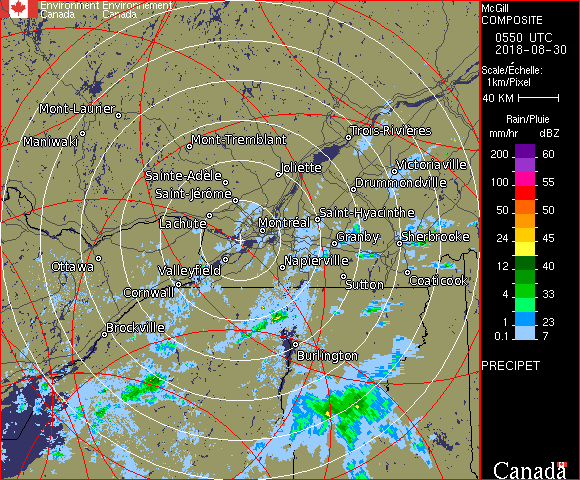 Environment Environnement
Canada Canada
McGill
COMPOSITE
0550 UTC
2018-08-30
Scale/Échelle:
1km/Pixel
40 KM
Rain/Pluie
mm/hr dBZ
200 60
100 55
50 50
24 45
12 40
4 33
1 23
0.1 7
PRECIPET
Canada
Mont-Laurier
Maniwaki
Mont-Tremblant
Trois-Rivières
Sainte-Adèle
Joliette
Victoriaville
Drummondville
Saint-Jérôme
Lachute
Montréal
Saint-Hyacinthe
Granby
Sherbrooke
Ottawa
Valleyfield
Napierville
Cornwall
Sutton
Coaticook
Brockville
Burlington